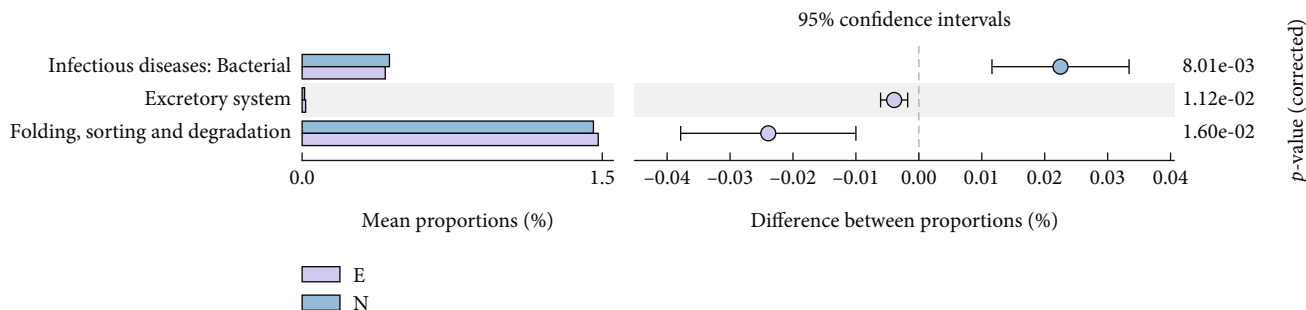 95% confidence intervals
Infectious diseases: Bacterial
8.01e-03
Excretory system
1.12e-02
Folding, sorting and degradation
1.60e-02
p-value (corrected)
0.0 1.5
–0.04 –0.03 –0.02 –0.01 0.00 0.01 0.02 0.03 0.04
Mean proportions (%)
Difference between proportions (%)
E
N